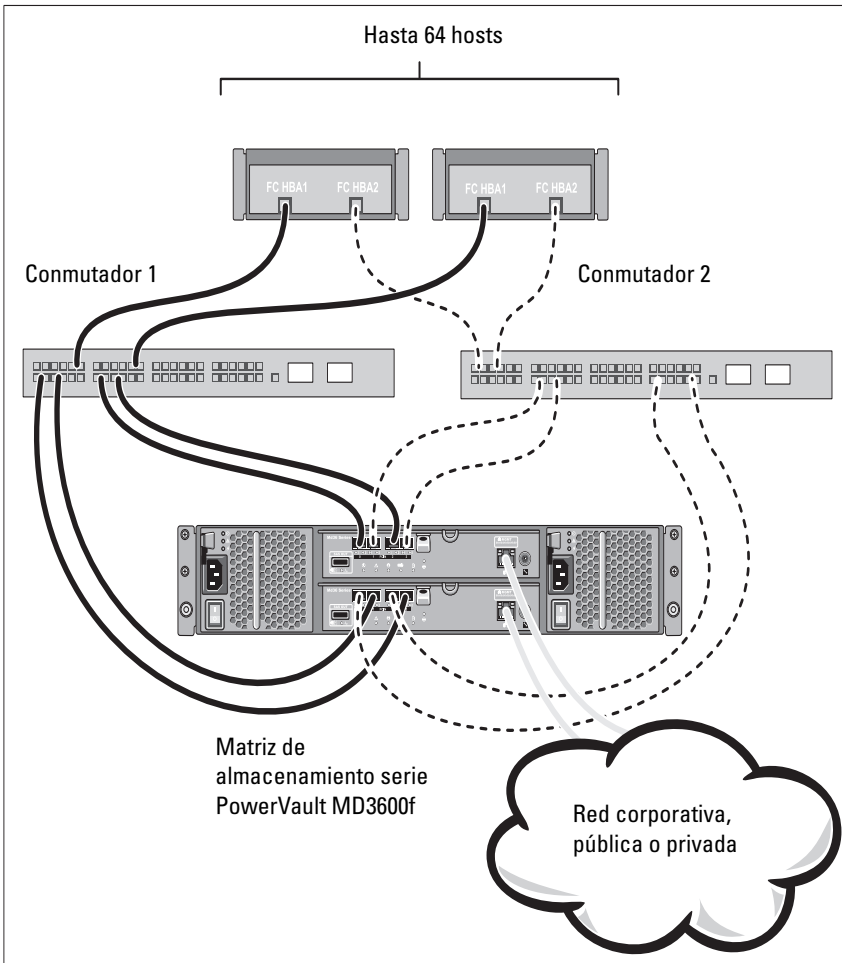 Hasta 64 hosts
FC HBA1
FC HBA2
FC HBA1
FC HBA2
Conmutador 1
Conmutador 2
Matriz de
almacenamiento serie
PowerVault MD3600f
Red corporativa,
pública o privada